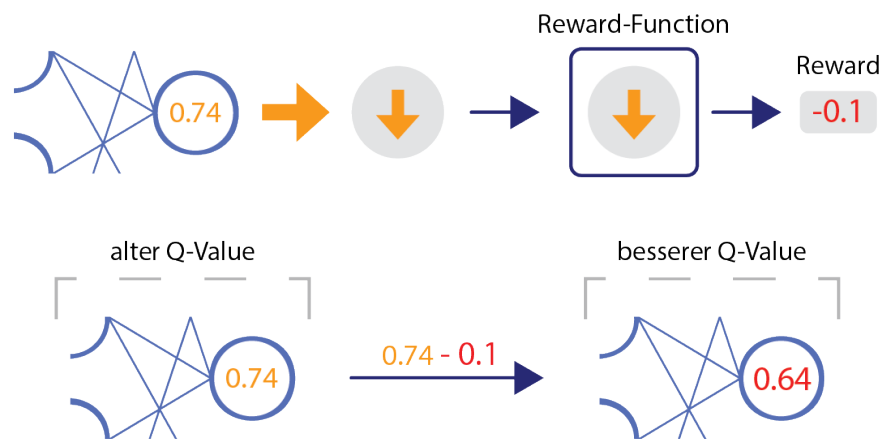 Reward-Function
Reward
0.74
-0.1
alter Q-Value
besserer Q-Value
0.74 - 0.1
0.74
0.64